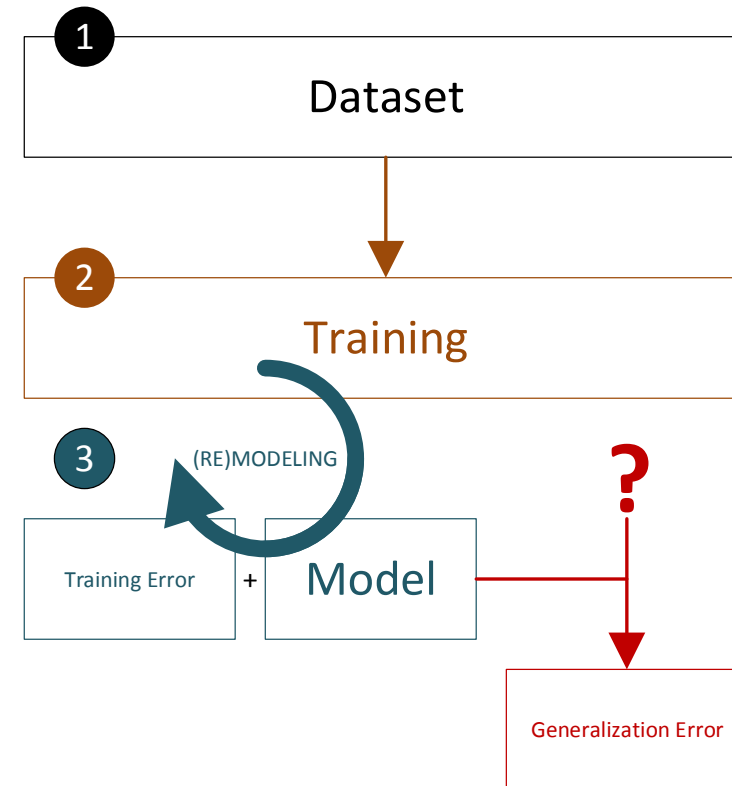 1
Dataset
2
Training
3
(RE)MODELING
?
Training Error
+
Model
Generalization Error